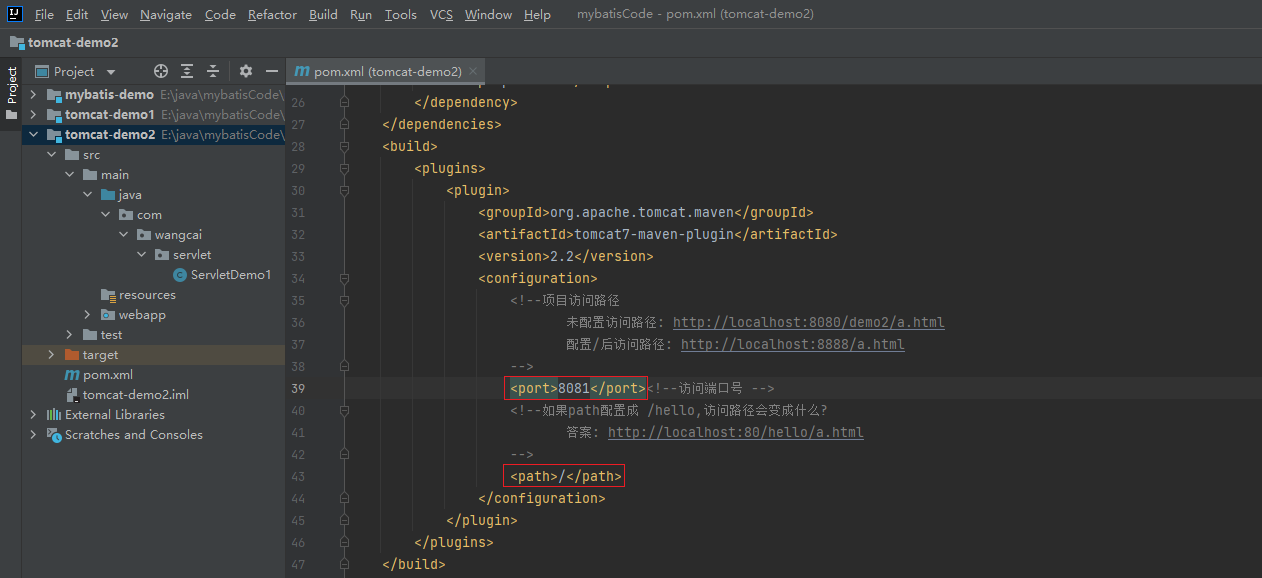 IJ File Edit View Navigate Code Refactor Build Run Tools VCS Window Help mybatisCode - pom.xml (tomcat-demo2)
tomcat-demo2
Project
Project
m pom.xml (tomcat-demo2)
mybatis-demo E:\java\mybatisCode\
tomcat-demo1 E:\java\mybatisCode\
tomcat-demo2 E:\java\mybatisCode\
src
main
java
com
wangcai
servlet
C ServletDemo1
resources
webapp
test
target
m pom.xml
tomcat-demo2.iml
External Libraries
Scratches and Consoles
26 </dependency>
27 </dependencies>
28 <build>
29 <plugins>
30 <plugin>
31 <groupId>org.apache.tomcat.maven</groupId>
32 <artifactId>tomcat7-maven-plugin</artifactId>
33 <version>2.2</version>
34 <configuration>
35 <!--项目访问路径
36 未配置访问路径: http://localhost:8080/demo2/a.html
37 配置/后访问路径: http://localhost:8888/a.html
38 -->
39 <port>8081</port><!--访问端口号 -->
40 <!--如果path配置成 /hello,访问路径会变成什么?
41 答案: http://localhost:80/hello/a.html
42 -->
43 <path>/</path>
44 </configuration>
45 </plugin>
46 </plugins>
47 </build>